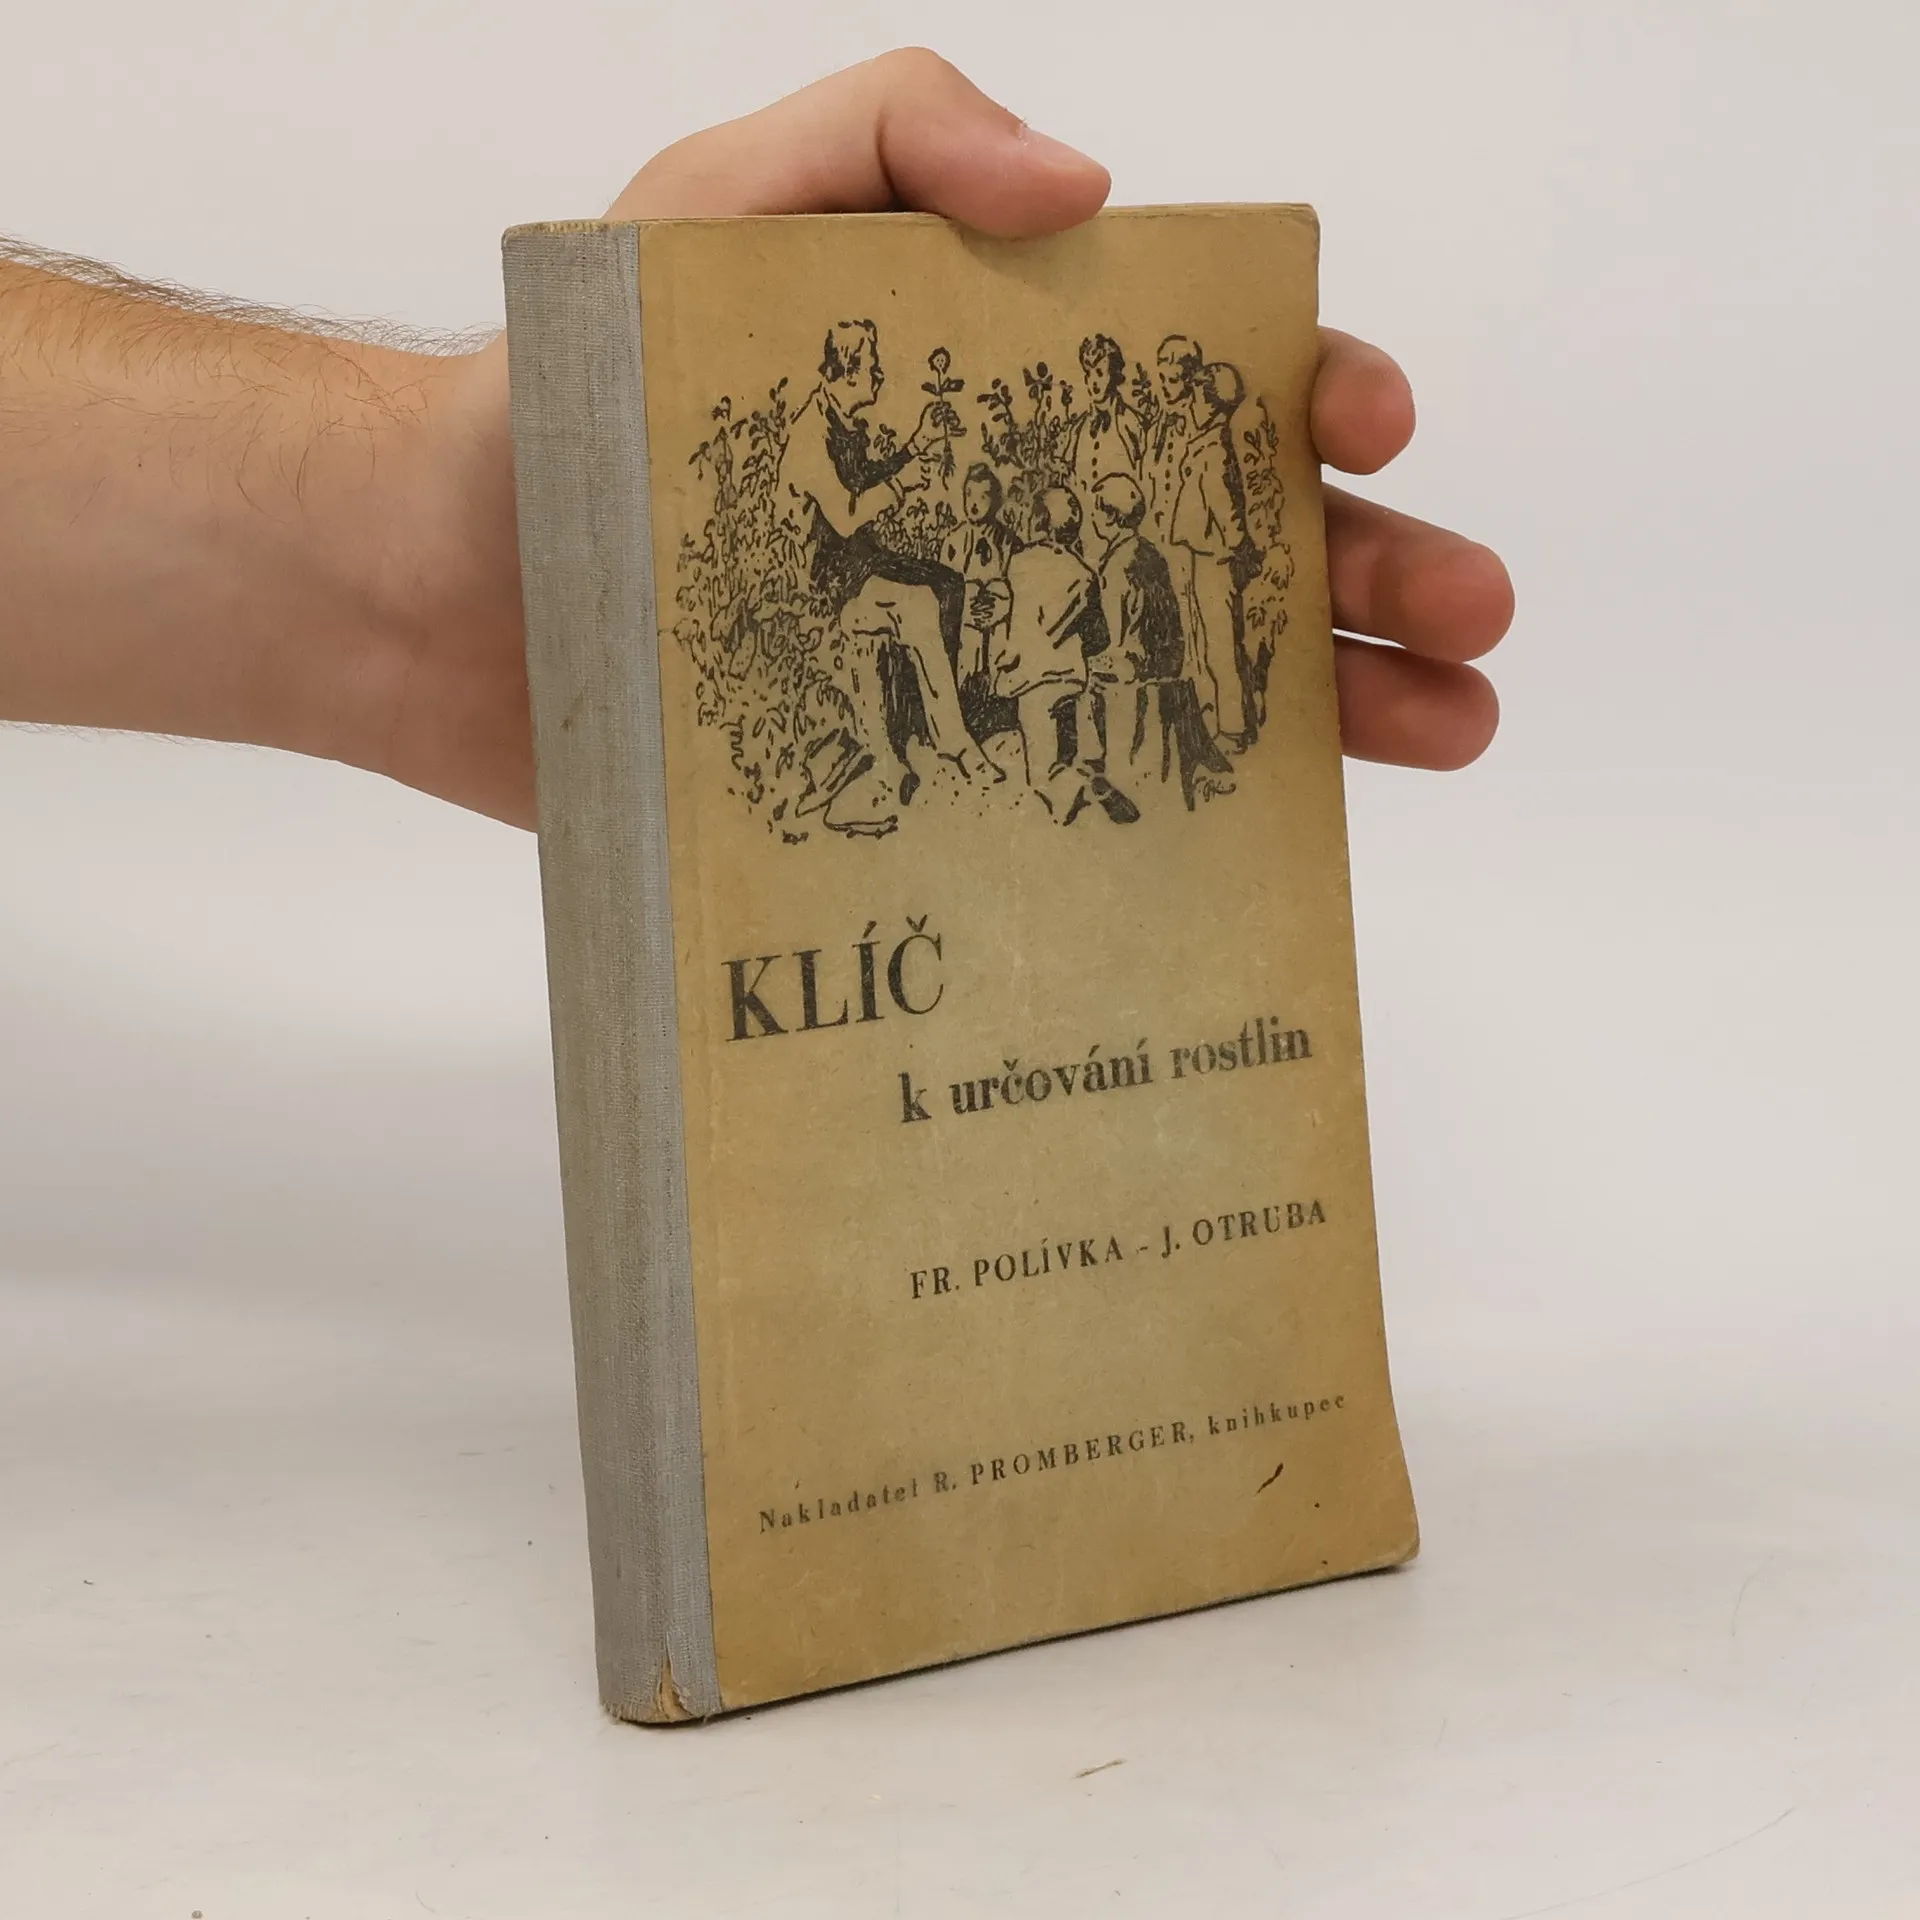 KLÍČ
k určování rostlin
FR. POLÍVKA - J. OTRUBA
Nakladatel R. PROMBERGER, knihkupec